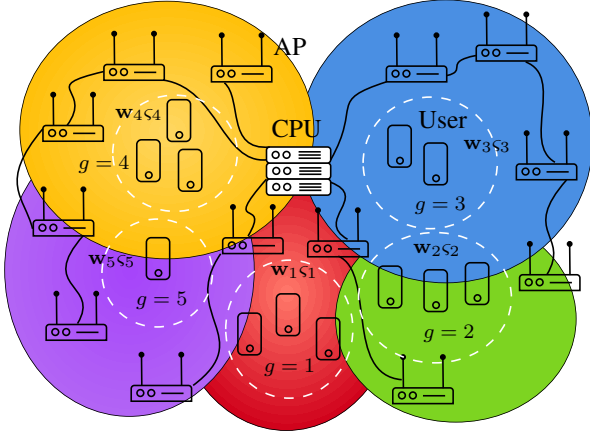 AP
w₄ς₄
CPU
User
w₃ς₃
g = 4
g = 3
w₅ς₅
w₂ς₂
w₁ς₁
g = 5
g = 2
g = 1